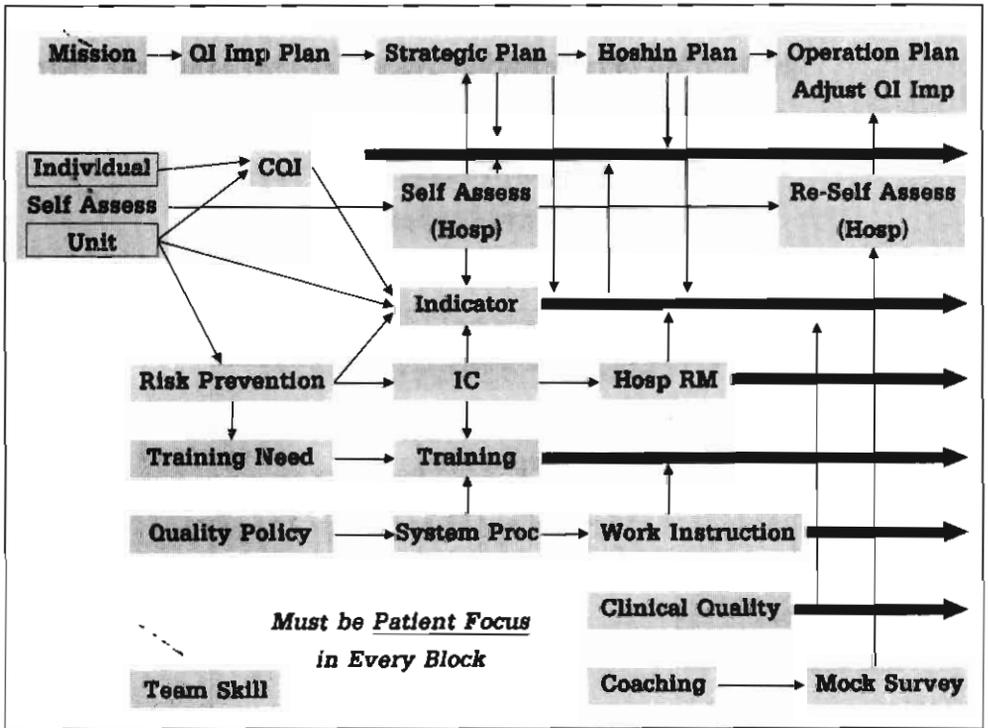 Mission
QI Imp Plan
Strategic Plan
Hoshin Plan
Operation Plan
Adjust QI Imp
Individual
CQI
Self Assess
Unit
Self Assess
(Hosp)
Re-Self Assess
(Hosp)
Indicator
Risk Prevention
IC
Hosp RM
Training Need
Training
Quality Policy
System Proc
Work Instruction
Clinical Quality
Must be Patient Focus
in Every Block
Team Skill
Coaching
Mock Survey